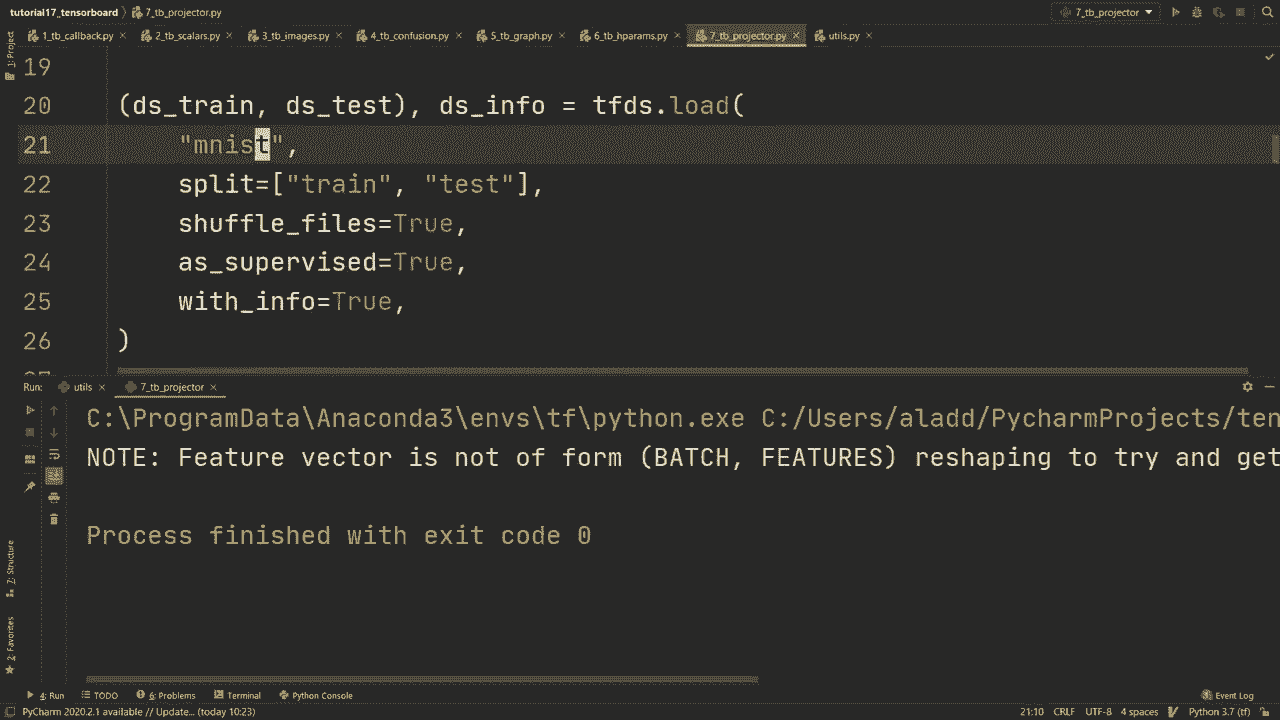 tutorial17_tensorboard 7_tb_projector.py 7_tb_projector
1: Project 1_tb_callback.py 2_tb_scalars.py 3_tb_images.py 4_tb_confusion.py 5_tb_graph.py 6_tb_hparams.py 7_tb_projector.py utils.py
19
20 (ds_train, ds_test), ds_info = tfds.load(
21 "mnist",
22 split=["train", "test"],
23 shuffle_files=True,
24 as_supervised=True,
25 with_info=True,
26 )
Run: utils 7_tb_projector
C:\ProgramData\Anaconda3\envs\tf\python.exe C:/Users/aladd/PycharmProjects/ten
NOTE: Feature vector is not of form (BATCH, FEATURES) reshaping to try and get
Process finished with exit code 0
7: Structure
2: Favorites
4: Run TODO 6: Problems Terminal Python Console Event Log
PyCharm 2020.2.1 available // Update... (today 10:23) 21:10 CRLF UTF-8 4 spaces Python 3.7 (tf)